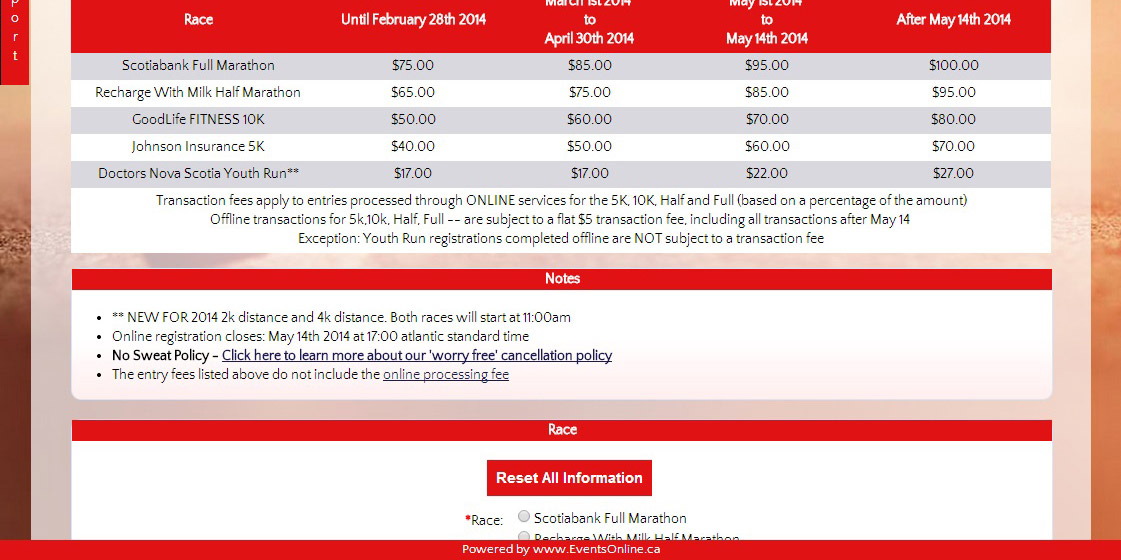 p
o
r
t
March 1st 2014
May 1st 2014
Race Until February 28th 2014 to to After May 14th 2014
April 30th 2014 May 14th 2014
Scotiabank Full Marathon $75.00 $85.00 $95.00 $100.00
Recharge With Milk Half Marathon $65.00 $75.00 $85.00 $95.00
GoodLife FITNESS 10K $50.00 $60.00 $70.00 $80.00
Johnson Insurance 5K $40.00 $50.00 $60.00 $70.00
Doctors Nova Scotia Youth Run** $17.00 $17.00 $22.00 $27.00
Transaction fees apply to entries processed through ONLINE services for the 5K, 10K, Half and Full (based on a percentage of the amount)
Offline transactions for 5k,10k, Half, Full -- are subject to a flat $5 transaction fee, including all transactions after May 14
Exception: Youth Run registrations completed offline are NOT subject to a transaction fee
Notes
• ** NEW FOR 2014 2k distance and 4k distance. Both races will start at 11:00am
• Online registration closes: May 14th 2014 at 17:00 atlantic standard time
• No Sweat Policy - Click here to learn more about our 'worry free' cancellation policy
• The entry fees listed above do not include the online processing fee
Race
Reset All Information
*Race: Scotiabank Full Marathon
Recharge With Milk Half Marathon
Powered by www.EventsOnline.ca